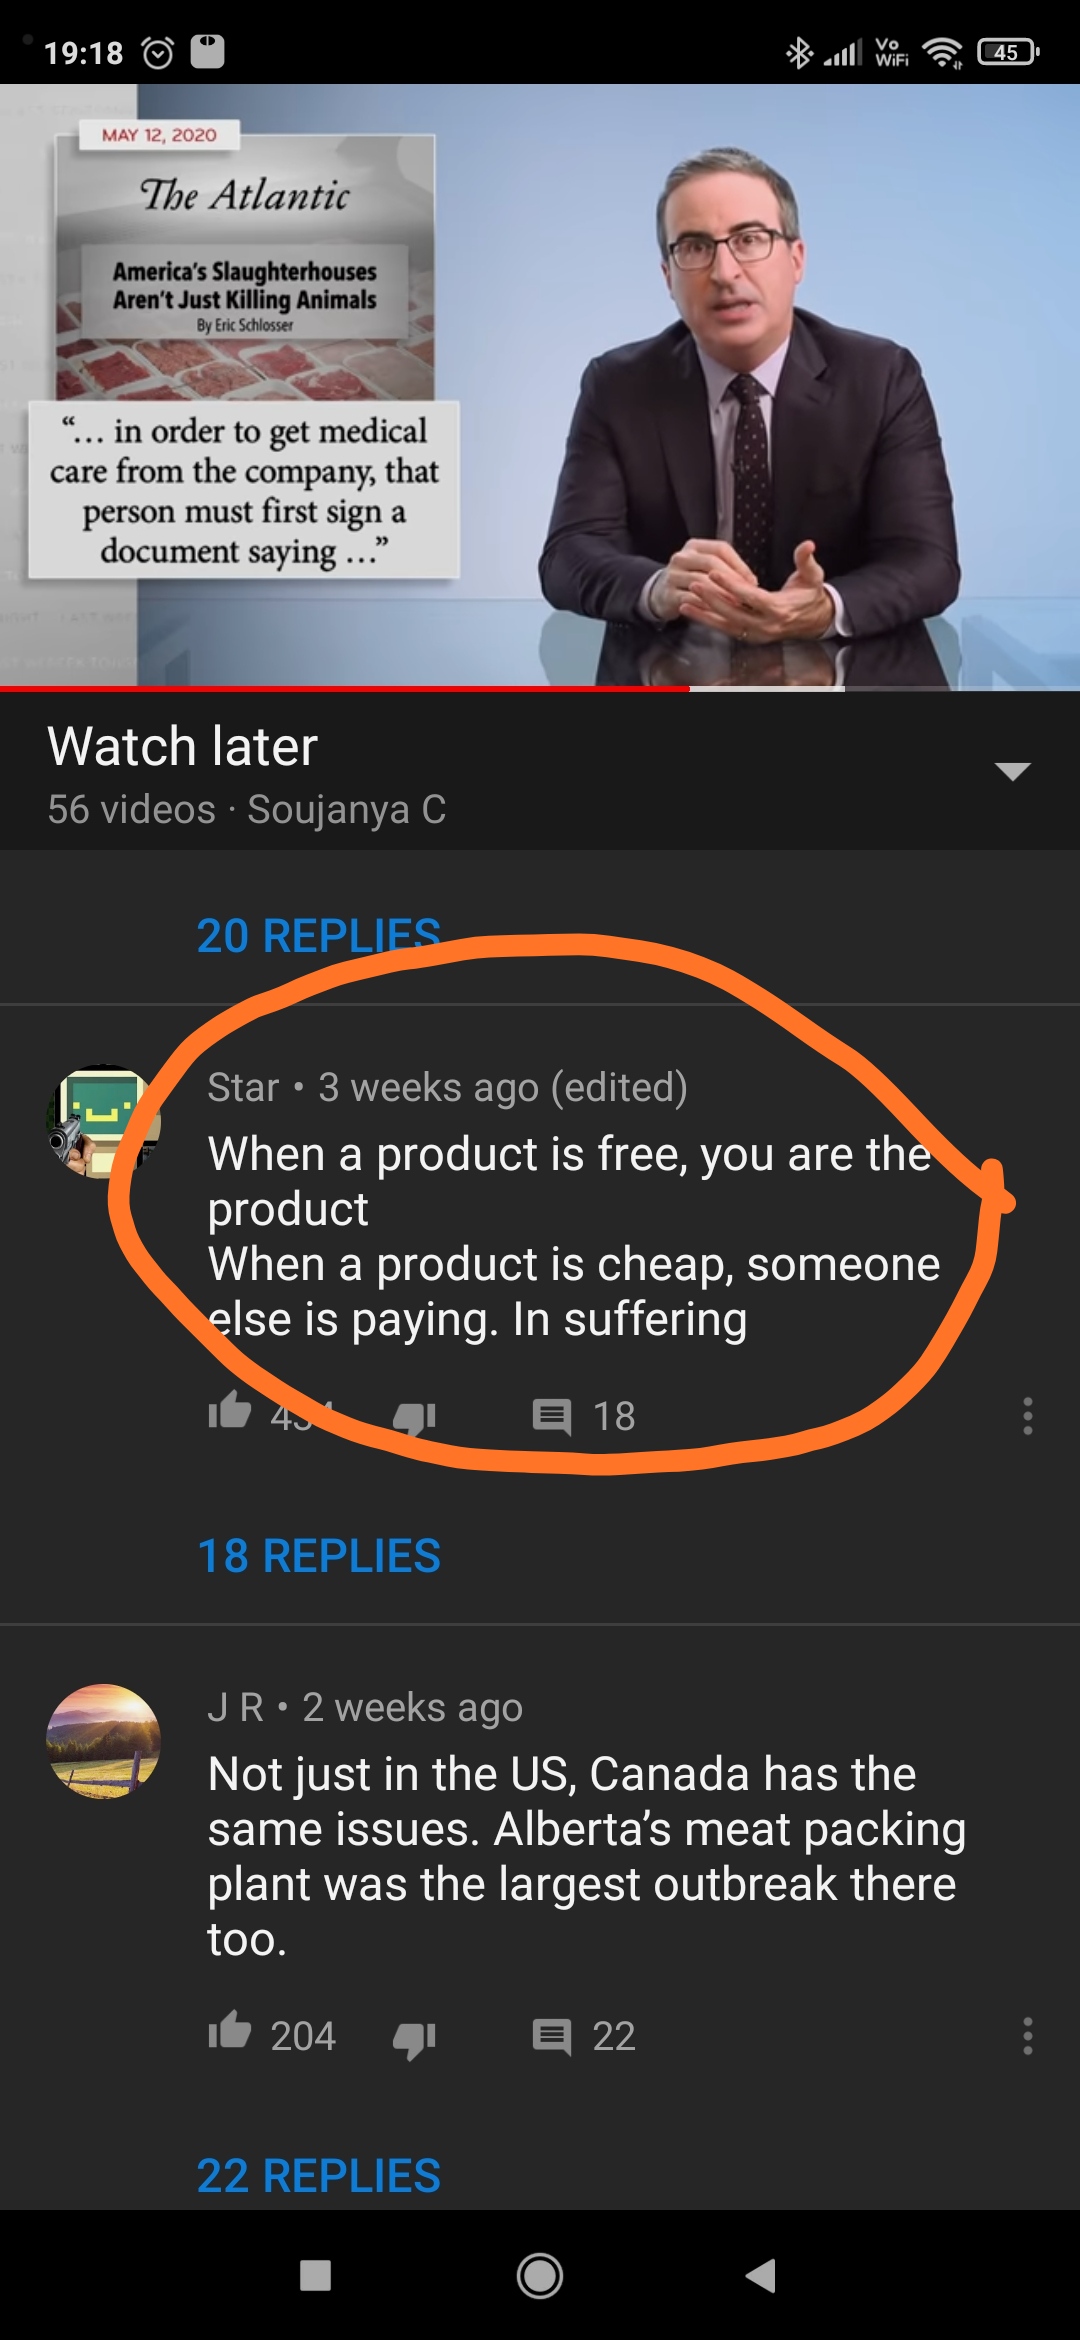 19:18
Vo
WiFi
45
MAY 12, 2020
The Atlantic
America's Slaughterhouses
Aren't Just Killing Animals
By Eric Schlosser
“... in order to get medical
care from the company, that
person must first sign a
document saying ...”
Watch later
56 videos · Soujanya C
20 REPLIES
Star • 3 weeks ago (edited)
When a product is free, you are the
product
When a product is cheap, someone
else is paying. In suffering
18
18 REPLIES
J R • 2 weeks ago
Not just in the US, Canada has the
same issues. Alberta’s meat packing
plant was the largest outbreak there
too.
204 22
22 REPLIES